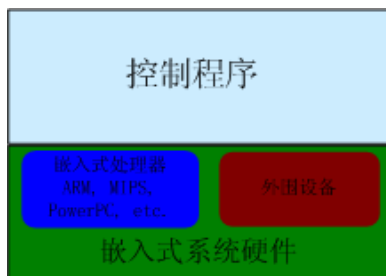 控制程序
嵌入式处理器
ARM, MIPS,
PowerPC, etc.
外围设备
嵌入式系统硬件